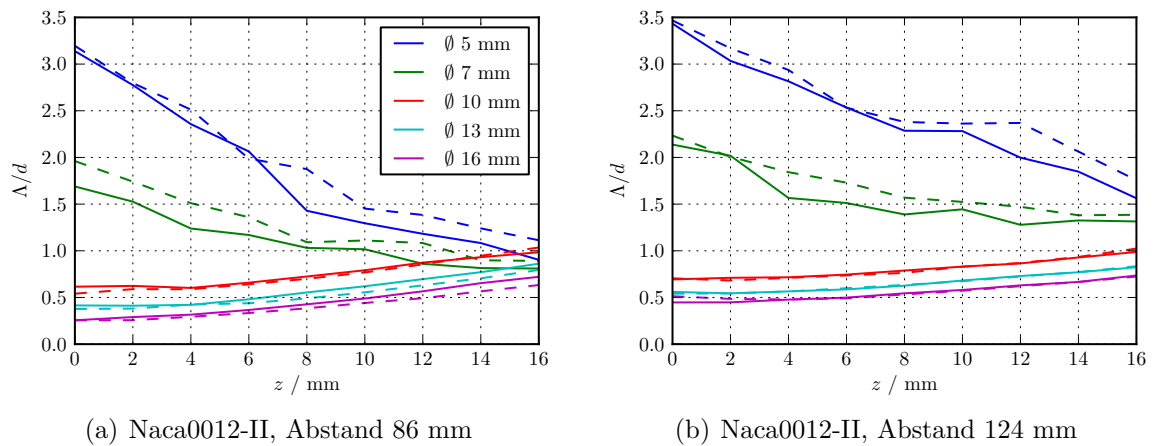 3.5
3.0
2.5
2.0
1.5
1.0
0.5
0.0
Λ/d
0 2 4 6 8 10 12 14 16
z / mm
∅ 5 mm
∅ 7 mm
∅ 10 mm
∅ 13 mm
∅ 16 mm
(a) Naca0012-II, Abstand 86 mm
3.5
3.0
2.5
2.0
1.5
1.0
0.5
0.0
Λ/d
0 2 4 6 8 10 12 14 16
z / mm
(b) Naca0012-II, Abstand 124 mm